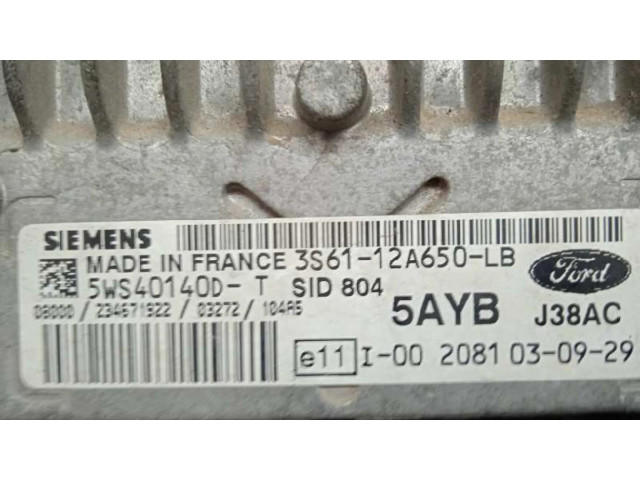 SIEMENS
MADE IN FRANCE 3S61-12A650-LB
5WS40140D-T SID 804
Ford
08000/234671922/03272/104A5
5AYB J38AC
e11 I-00 2081 03-09-29